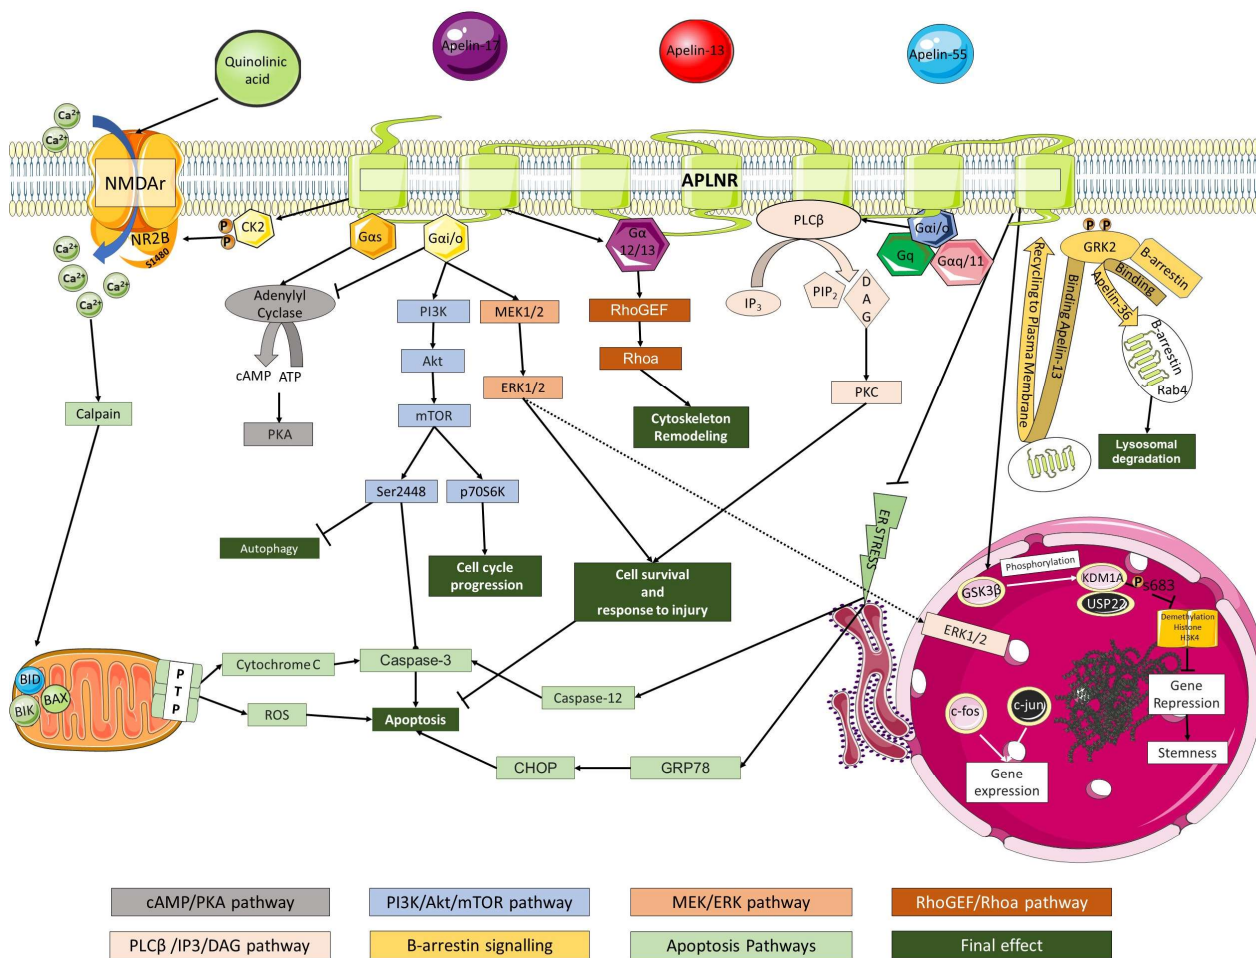 Quinolinic
acid
Apelin-17
Apelin-13
Apelin-55
Ca²⁺
Ca²⁺
NMDAr
APLNR
NR2B
S1480
P
P
CK2
Gαs
Gαi/o
Gα
12/13
PLCβ
Gαi/o
Gq
Gαq/11
P
P
GRK2
B-arrestin
Binding
Apelin-36
Binding Apelin-13
Recycling to Plasma Membrane
B-arrestin
Rab4
Lysosomal
degradation
Ca²⁺
Ca²⁺
Ca²⁺
Ca²⁺
Adenylyl
Cyclase
cAMP
ATP
PKA
PI3K
Akt
mTOR
MEK1/2
ERK1/2
RhoGEF
Rhoa
Cytoskeleton
Remodeling
IP₃
PIP₂
DAG
PKC
Calpain
Ser2448
p70S6K
Autophagy
Cell cycle
progression
Cell survival
and
response to injury
ER STRESS
Phosphorylation
GSK3β
KDM1A
P
s683
USP22
Demethylation
Histone
H3K4
ERK1/2
Gene
Repression
Stemness
c-fos
c-jun
Gene
expression
BID
BIK
BAX
PTP
Cytochrome C
Caspase-3
ROS
Apoptosis
Caspase-12
CHOP
GRP78
cAMP/PKA pathway
PI3K/Akt/mTOR pathway
MEK/ERK pathway
RhoGEF/Rhoa pathway
PLCβ /IP3/DAG pathway
B-arrestin signalling
Apoptosis Pathways
Final effect